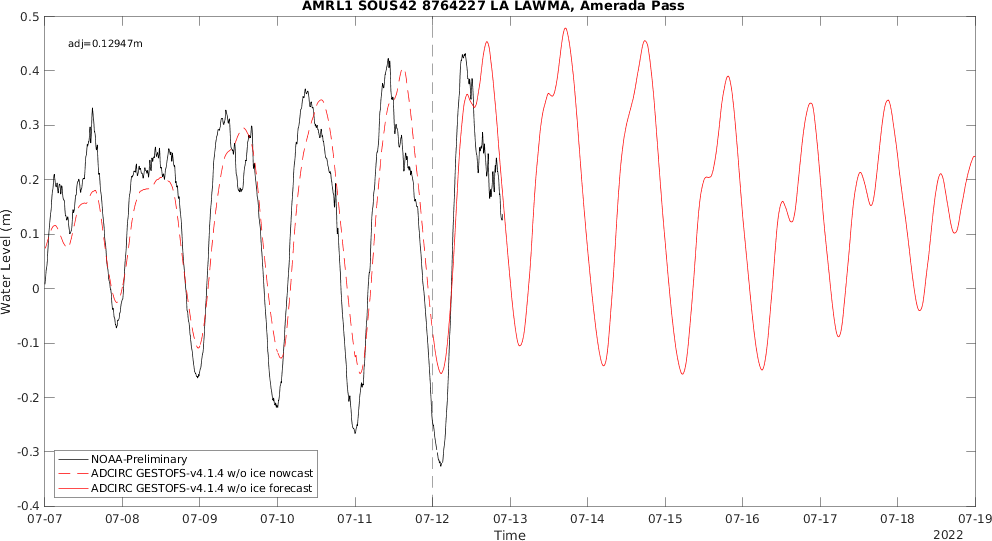 AMRL1 SOUS42 8764227 LA LAWMA, Amerada Pass
adj=0.12947m
0.5
0.4
0.3
0.2
0.1
0
-0.1
-0.2
-0.3
-0.4
Water Level (m)
NOAA-Preliminary
ADCIRC GESTOFS-v4.1.4 w/o ice nowcast
ADCIRC GESTOFS-v4.1.4 w/o ice forecast
07-07 07-08 07-09 07-10 07-11 07-12 07-13 07-14 07-15 07-16 07-17 07-18 07-19
Time
2022